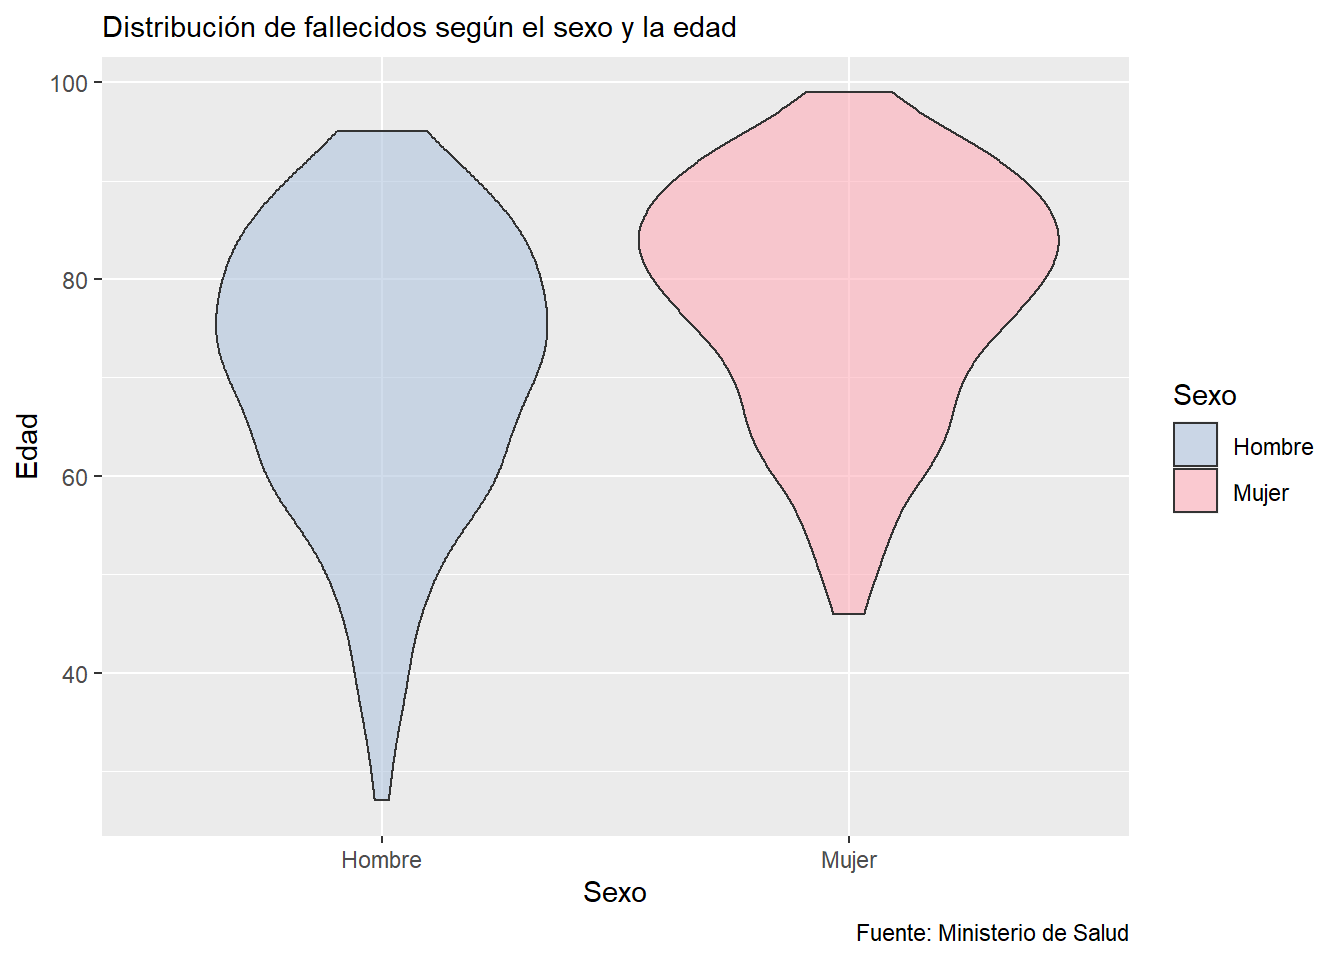 Distribución de fallecidos según el sexo y la edad
100
80
60
40
Edad
Hombre
Mujer
Sexo
Sexo
Hombre
Mujer
Fuente: Ministerio de Salud